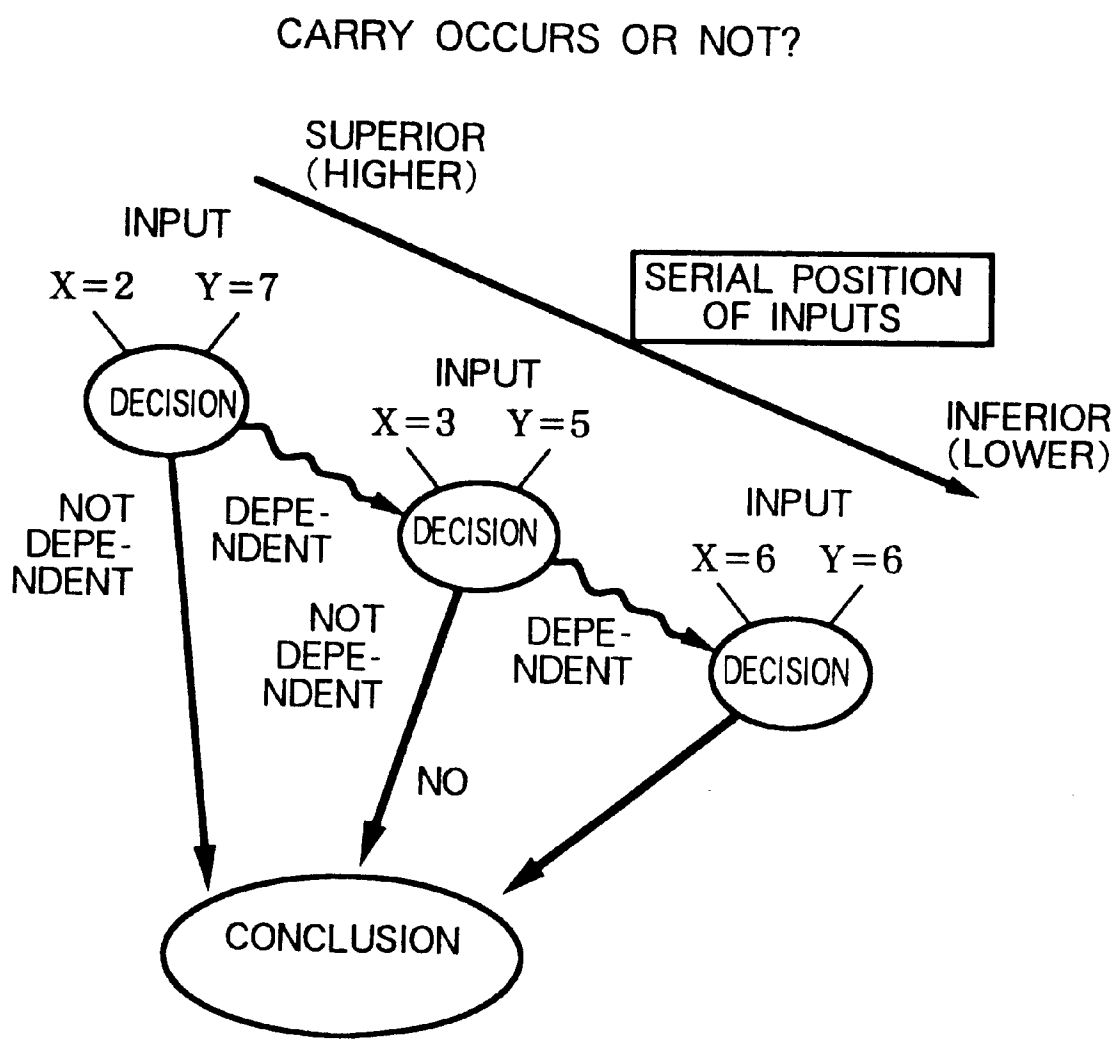 CARRY OCCURS OR NOT?
SUPERIOR
(HIGHER)
INPUT
X=2 Y=7
SERIAL POSITION
OF INPUTS
DECISION
INPUT
X=3 Y=5
INFERIOR
(LOWER)
NOT
DEPE-
NDENT
DEPE-
NDENT
DECISION
INPUT
X=6 Y=6
NOT
DEPE-
NDENT
DEPE-
NDENT
DECISION
NO
CONCLUSION